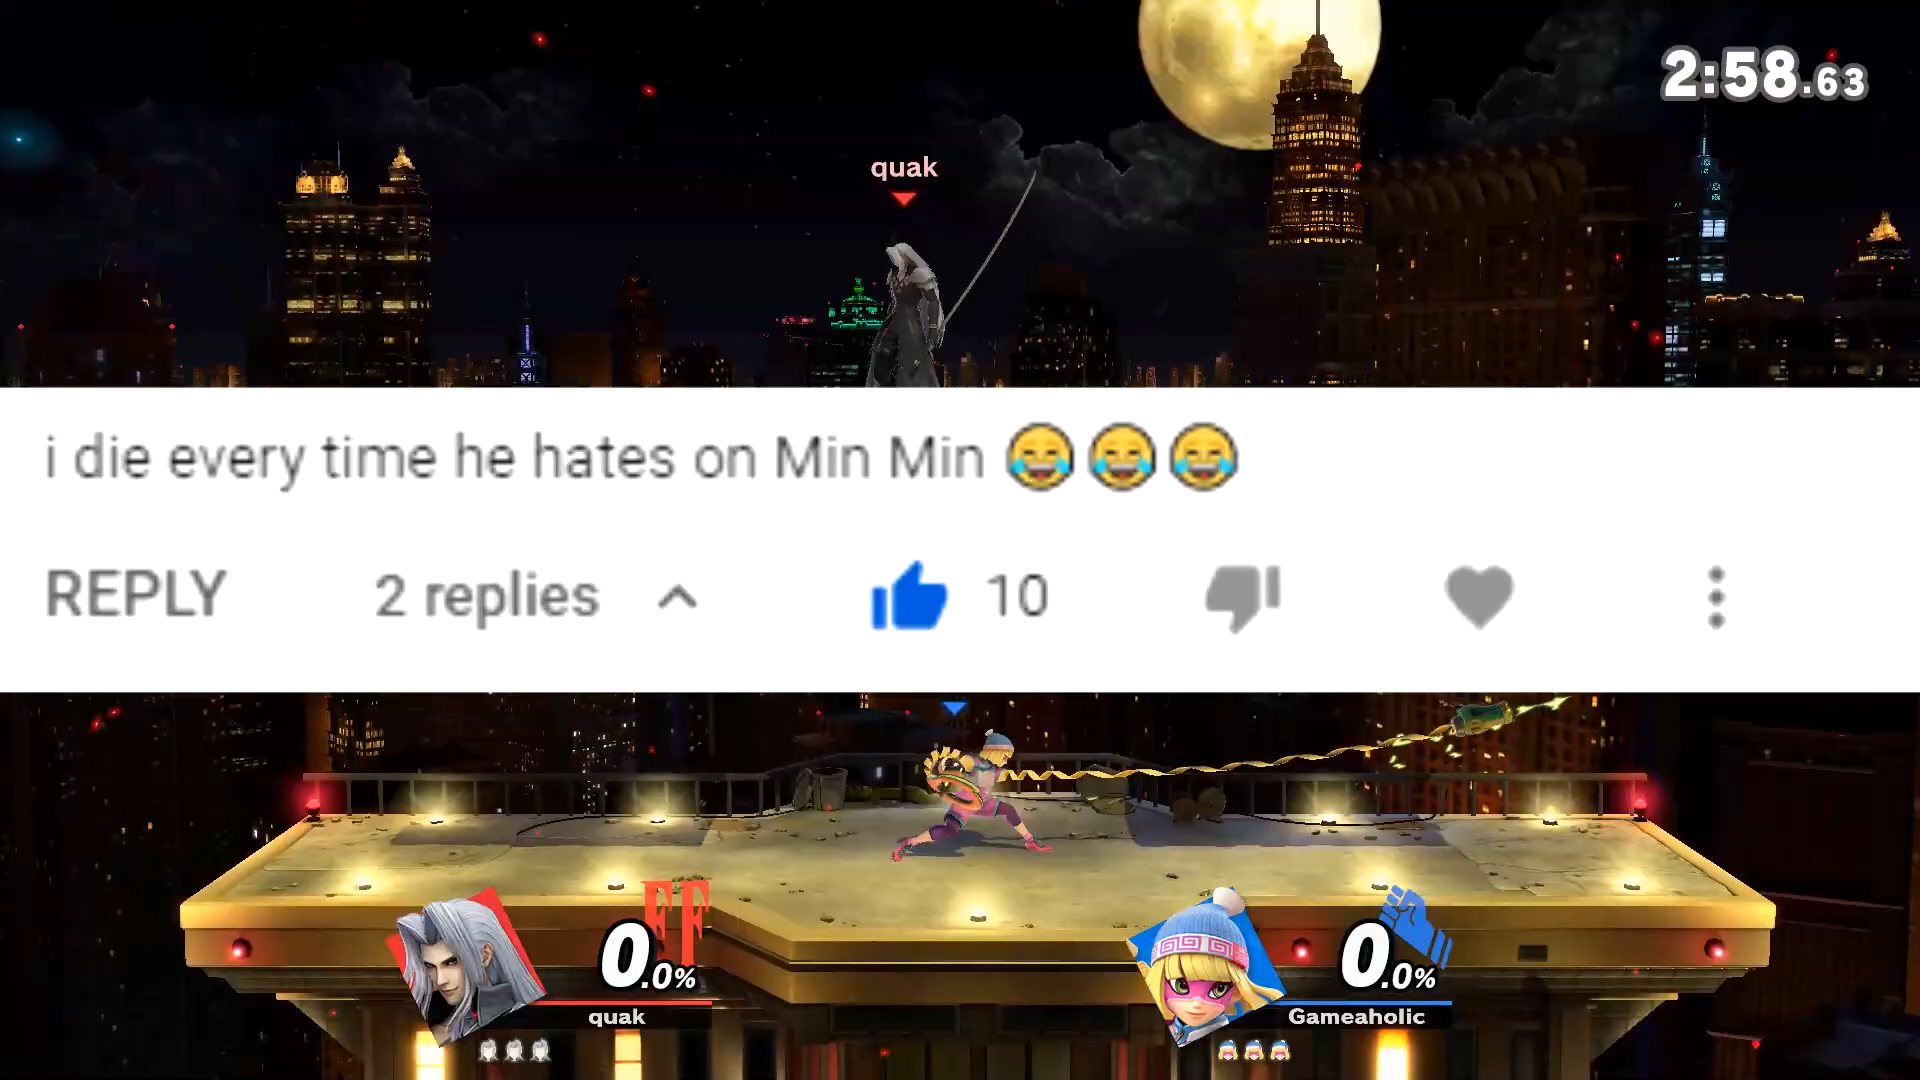 2:58.63
quak
i die every time he hates on Min Min 😂😂😂
REPLY 2 replies 10
FF
0.0% 0.0%
quak Gameaholic